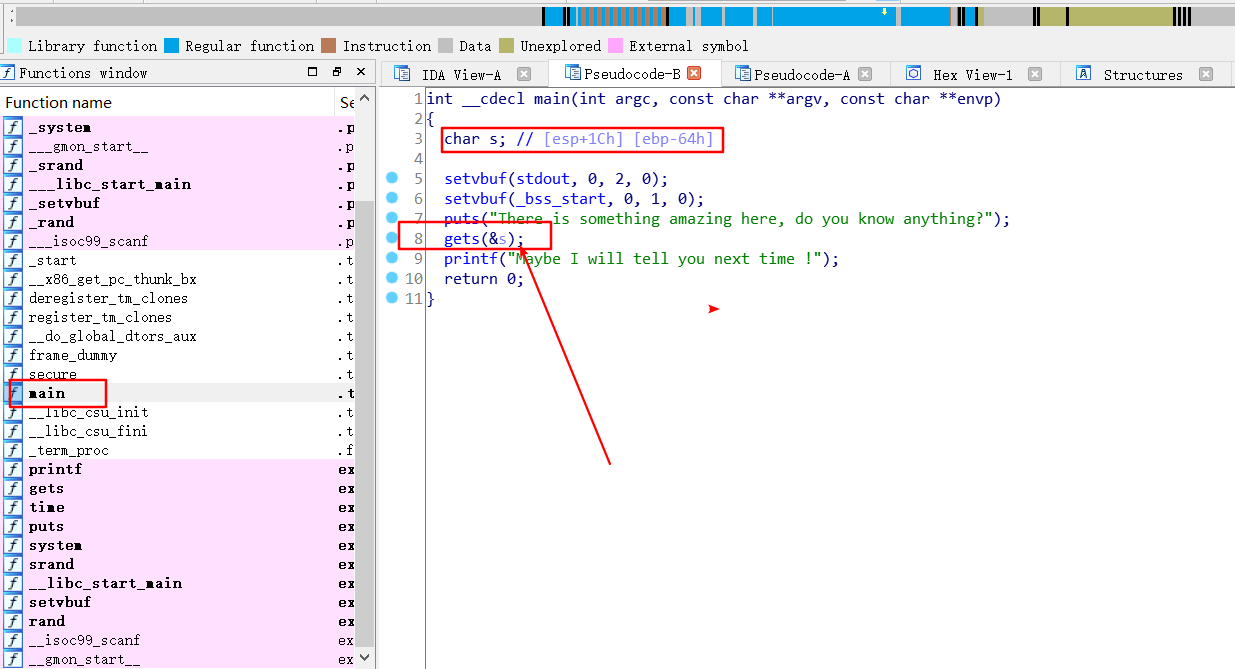 Library function Regular function Instruction Data Unexplored External symbol
Functions window
IDA View-A Pseudocode-B Pseudocode-A Hex View-1 Structures
Function name Se
_system .p
___gmon_start__ .p
_srand .p
___libc_start_main .p
_setvbuf .p
_rand .p
___isoc99_scanf .p
_start .t
__x86_get_pc_thunk_bx .t
deregister_tm_clones .t
register_tm_clones .t
__do_global_dtors_aux .t
frame_dummy .t
secure .t
main .t
__libc_csu_init .t
__libc_csu_fini .t
_term_proc .f
printf ex
gets ex
time ex
puts ex
system ex
srand ex
__libc_start_main ex
setvbuf ex
rand ex
__isoc99_scanf ex
__gmon_start__ ex
1 int __cdecl main(int argc, const char **argv, const char **envp)
2 {
3 char s; // [esp+1Ch] [ebp-64h]
4
5 setvbuf(stdout, 0, 2, 0);
6 setvbuf(_bss_start, 0, 1, 0);
7 puts("There is something amazing here, do you know anything?");
8 gets(&s);
9 printf("Maybe I will tell you next time !");
10 return 0;
11 }